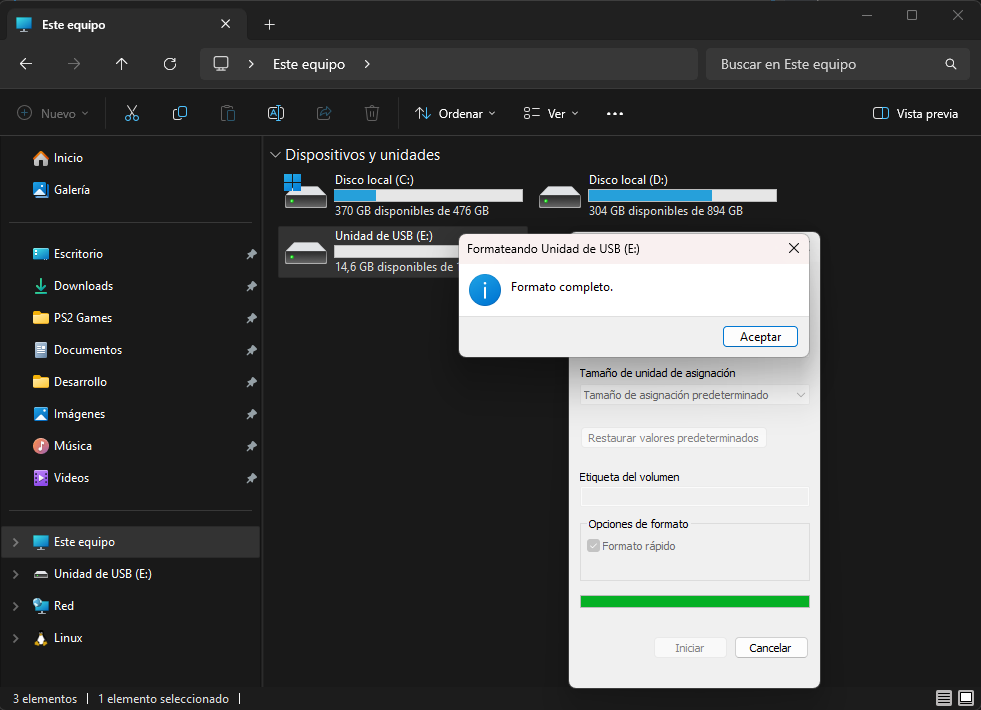 Este equipo
Este equipo
Buscar en Este equipo
Nuevo
Ordenar
Ver
Vista previa
Inicio
Galería
Escritorio
Downloads
PS2 Games
Documentos
Desarrollo
Imágenes
Música
Videos
Este equipo
Unidad de USB (E:)
Red
Linux
Dispositivos y unidades
Disco local (C:)
370 GB disponibles de 476 GB
Disco local (D:)
304 GB disponibles de 894 GB
Unidad de USB (E:)
14,6 GB disponibles de
Formateando Unidad de USB (E:)
Formato completo.
Aceptar
Tamaño de unidad de asignación
Tamaño de asignación predeterminado
Restaurar valores predeterminados
Etiqueta del volumen
Opciones de formato
Formato rápido
Iniciar
Cancelar
3 elementos
1 elemento seleccionado